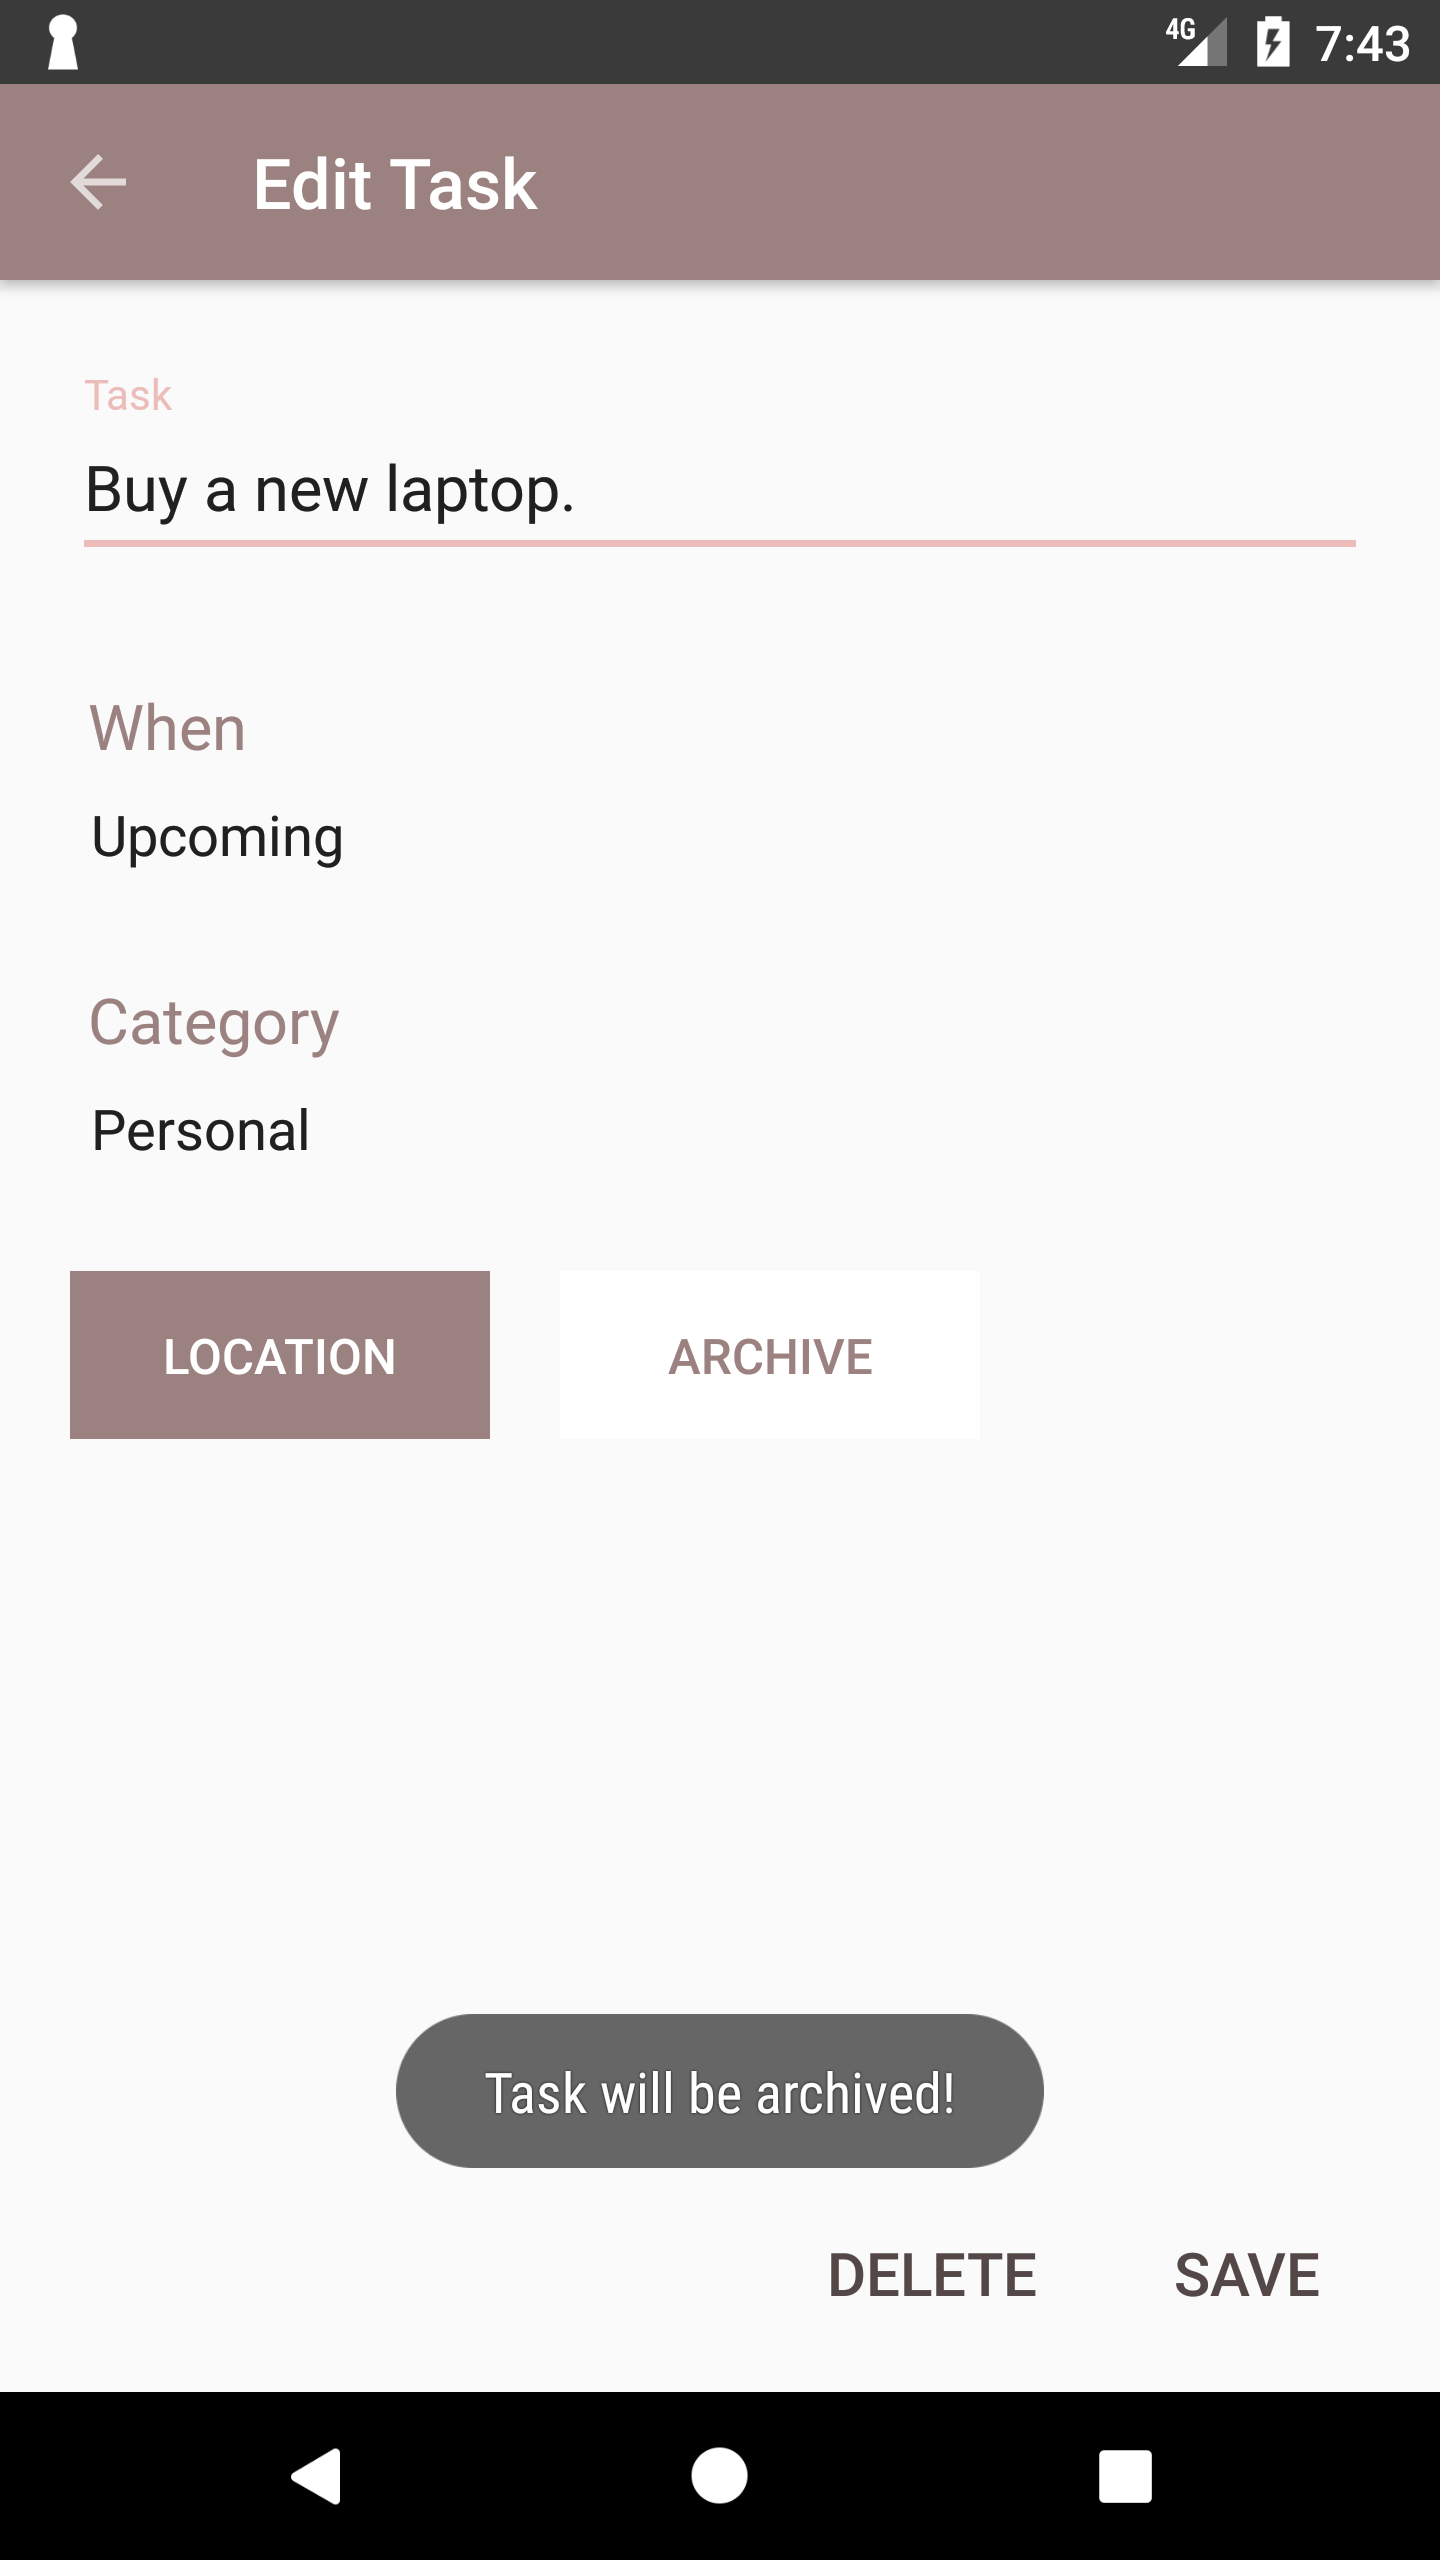 4G 7:43
Edit Task
Task
Buy a new laptop.
When
Upcoming
Category
Personal
LOCATION ARCHIVE
Task will be archived!
DELETE SAVE